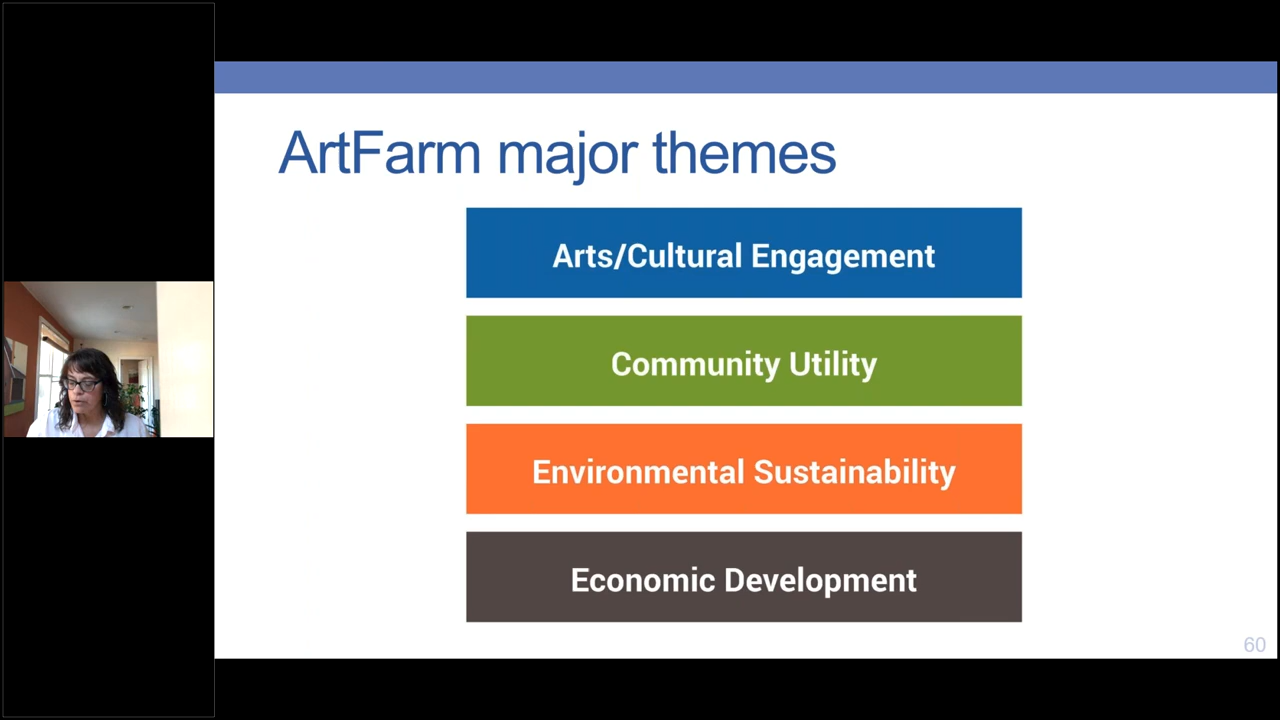 ArtFarm major themes
Arts/Cultural Engagement
Community Utility
Environmental Sustainability
Economic Development
60